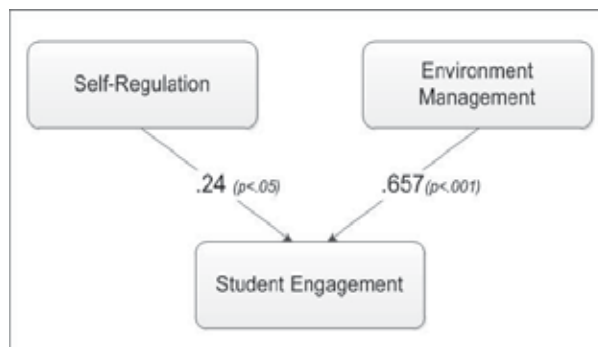 Self-Regulation
Environment
Management
.24 (p<.05)
.657(p<.001)
Student Engagement